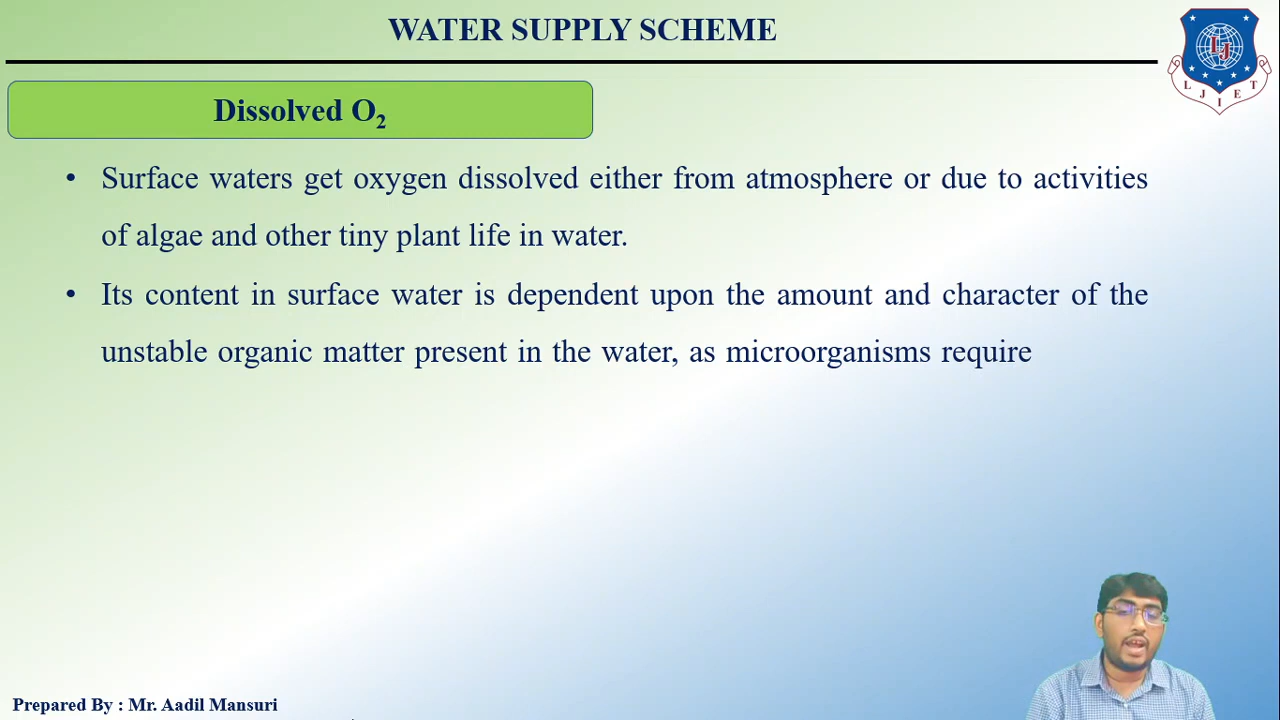 WATER SUPPLY SCHEME
LJ
L J I E T
Dissolved O₂
• Surface waters get oxygen dissolved either from atmosphere or due to activities
of algae and other tiny plant life in water.
• Its content in surface water is dependent upon the amount and character of the
unstable organic matter present in the water, as microorganisms require
Prepared By : Mr. Aadil Mansuri